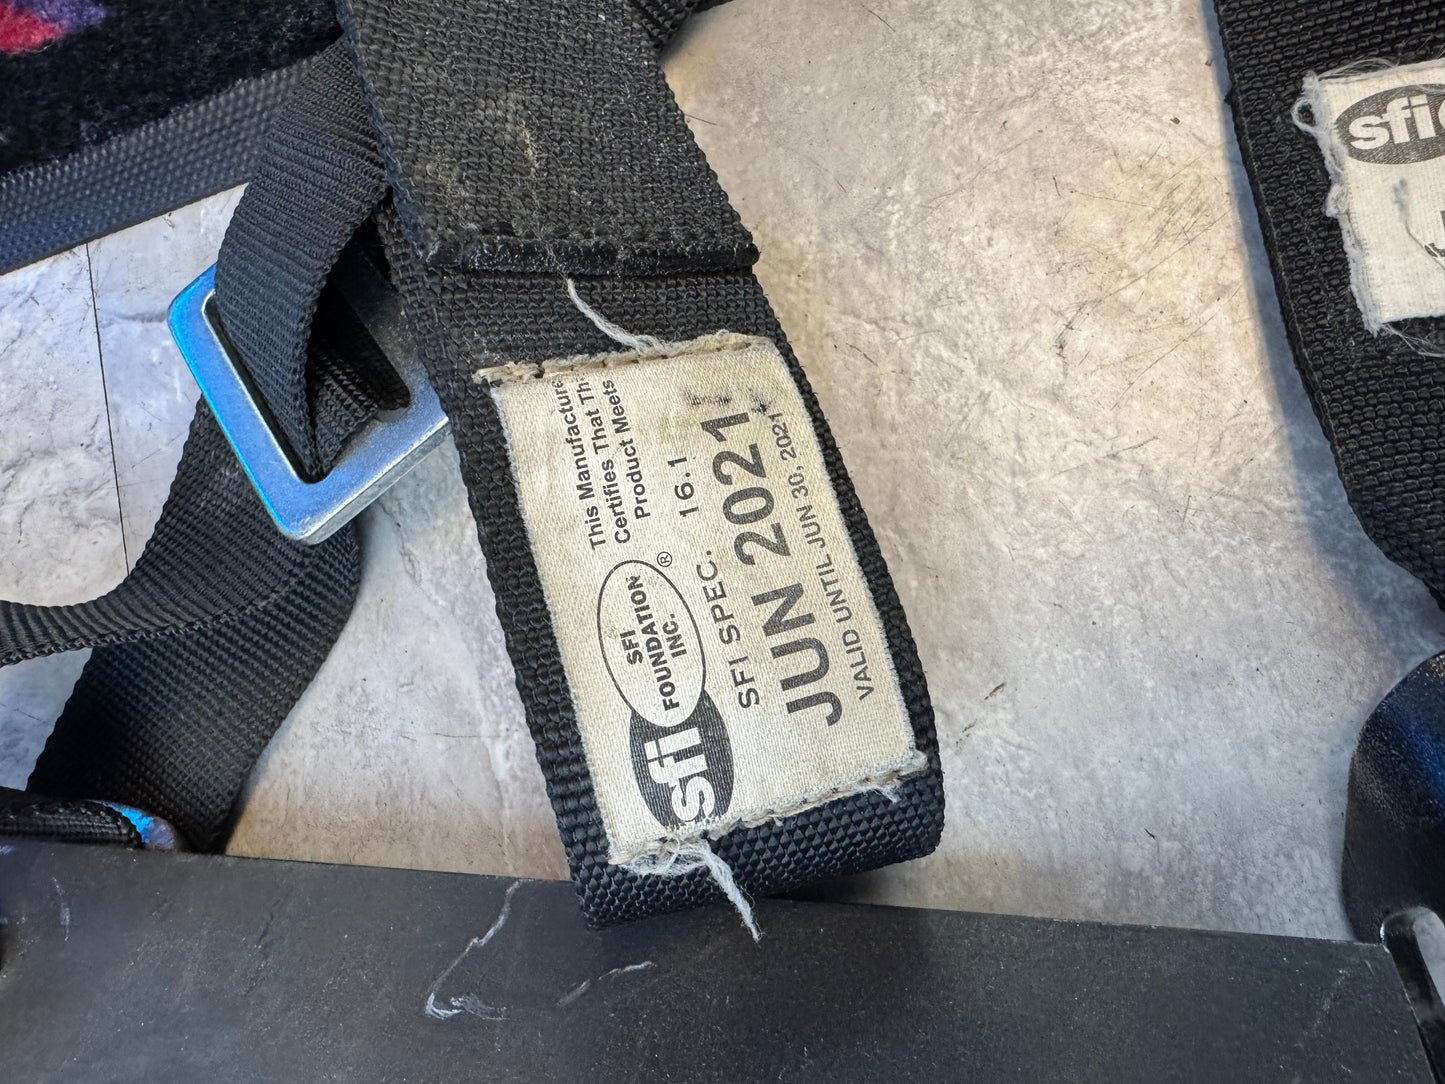 sfi
SFI
FOUNDATION
INC.
®
This Manufacture
Certifies That Th
Product Meets
SFI SPEC. 16.1
JUN 2021
VALID UNTIL JUN 30, 2021
sfi